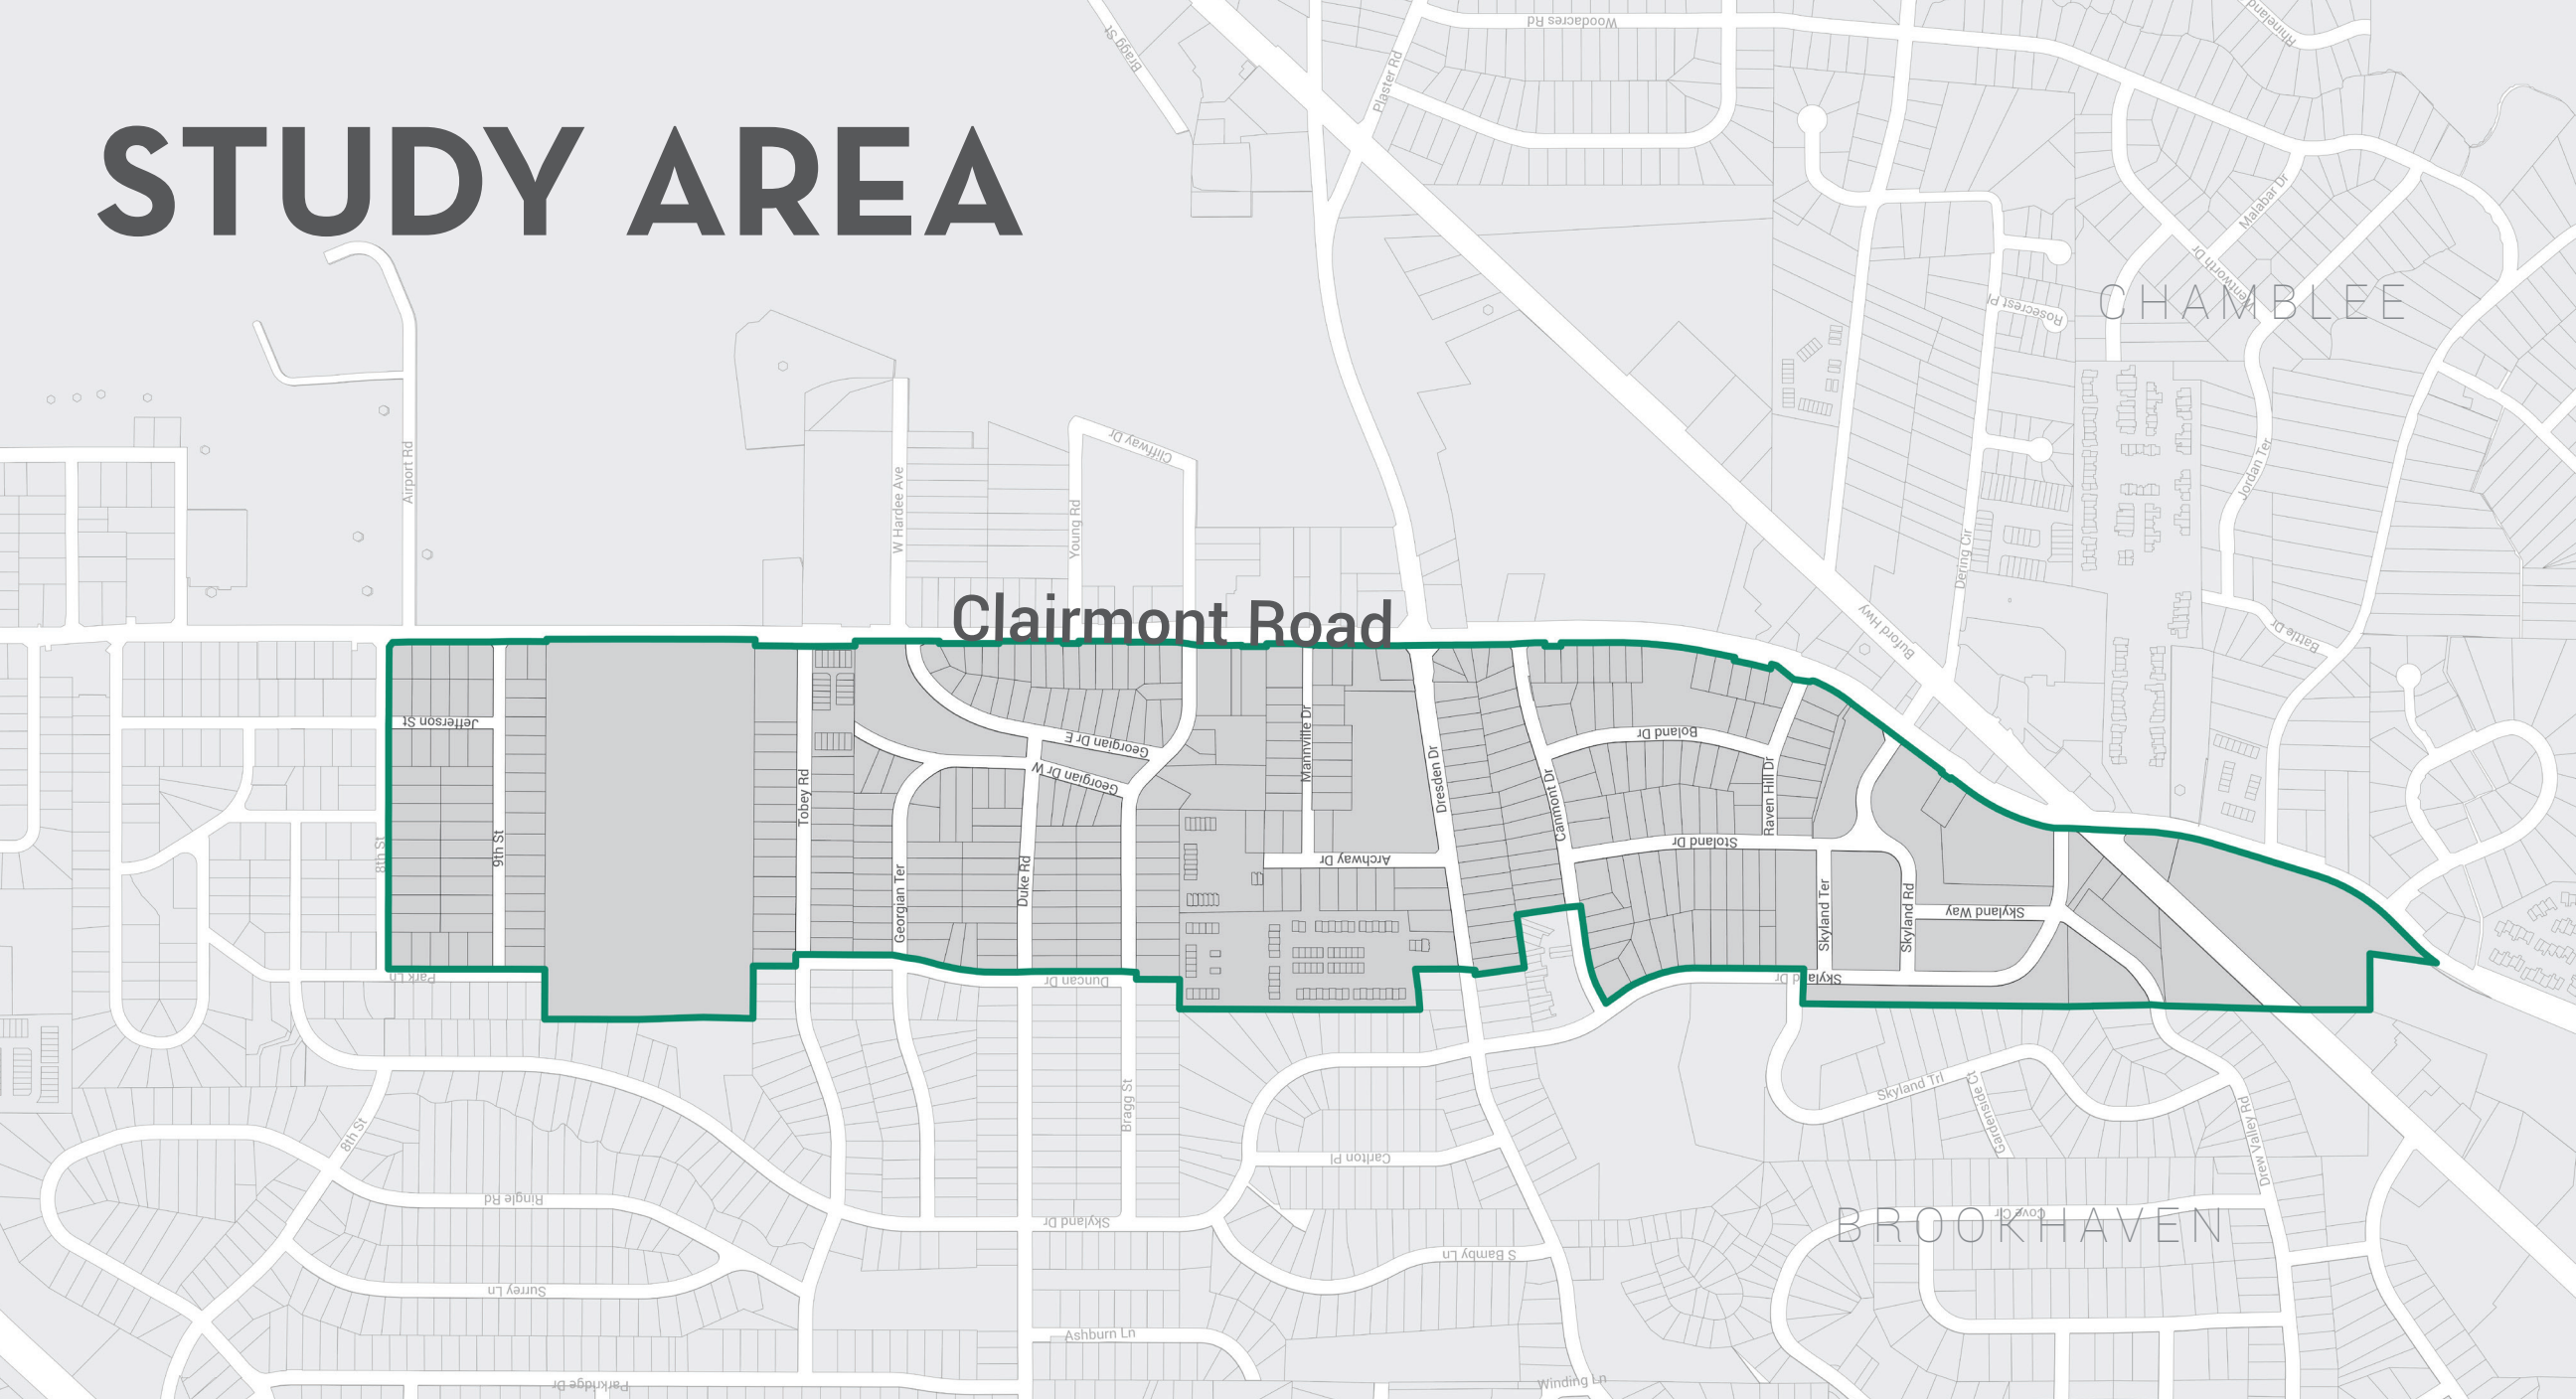 STUDY AREA
Bragg St
Plaster Rd
Woodacres Rd
Rhineland
Malabar Dr
Wentworth Dr
Rosecrest Pl
CHAMBLEE
Airport Rd
W Hardee Ave
Young Rd
Cliffway Dr
Jordan Ter
Dering Cir
Buford Hwy
Battle Dr
Clairmont Road
Jefferson St
8th St
9th St
Tobey Rd
Georgian Dr E
Georgian Dr W
Georgian Ter
Duke Rd
Mannville Dr
Archway Dr
Dresden Dr
Canmont Dr
Boland Dr
Raven Hill Dr
Stoland Dr
Skyland Ter
Skyland Rd
Skyland Way
Skyland Dr
Park Ln
Duncan Dr
Bragg St
8th St
Skyland Trl
Gardenside Ct
Drew Valley Rd
Carlton Pl
Ringle Rd
Skyland Dr
Cove Cir
BROOKHAVEN
S Bamby Ln
Surrey Ln
Ashburn Ln
Parkridge Dr
Winding Ln